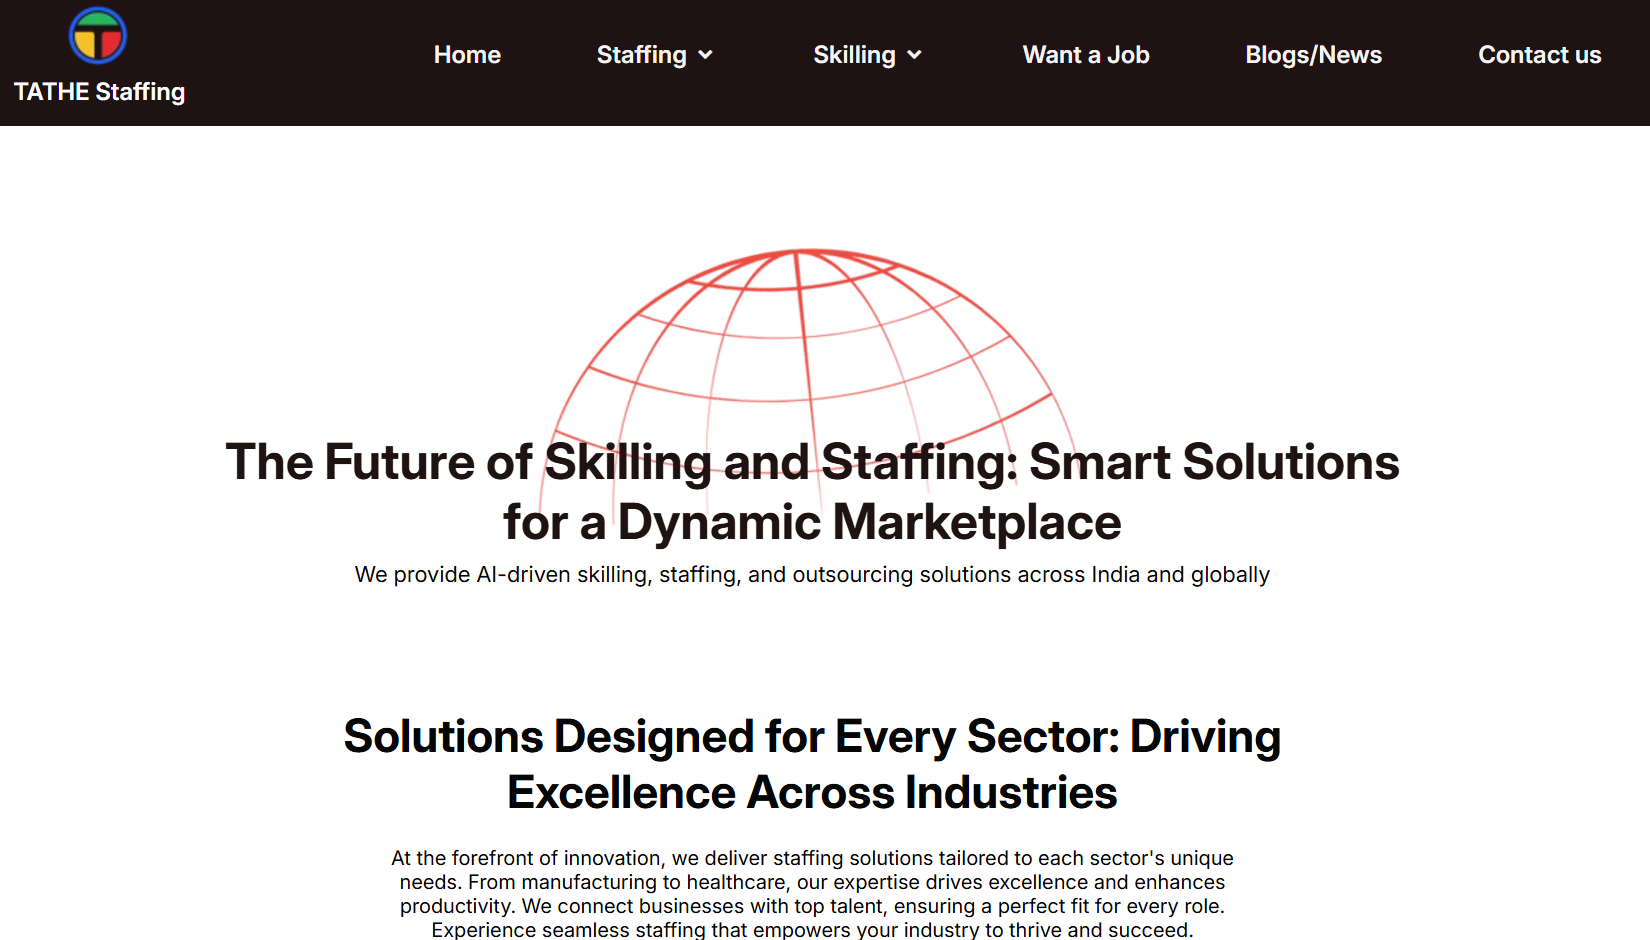 TATHE Staffing
Home
Staffing
Skilling
Want a Job
Blogs/News
Contact us
The Future of Skilling and Staffing: Smart Solutions
for a Dynamic Marketplace
We provide AI-driven skilling, staffing, and outsourcing solutions across India and globally
Solutions Designed for Every Sector: Driving
Excellence Across Industries
At the forefront of innovation, we deliver staffing solutions tailored to each sector's unique
needs. From manufacturing to healthcare, our expertise drives excellence and enhances
productivity. We connect businesses with top talent, ensuring a perfect fit for every role.
Experience seamless staffing that empowers your industry to thrive and succeed.